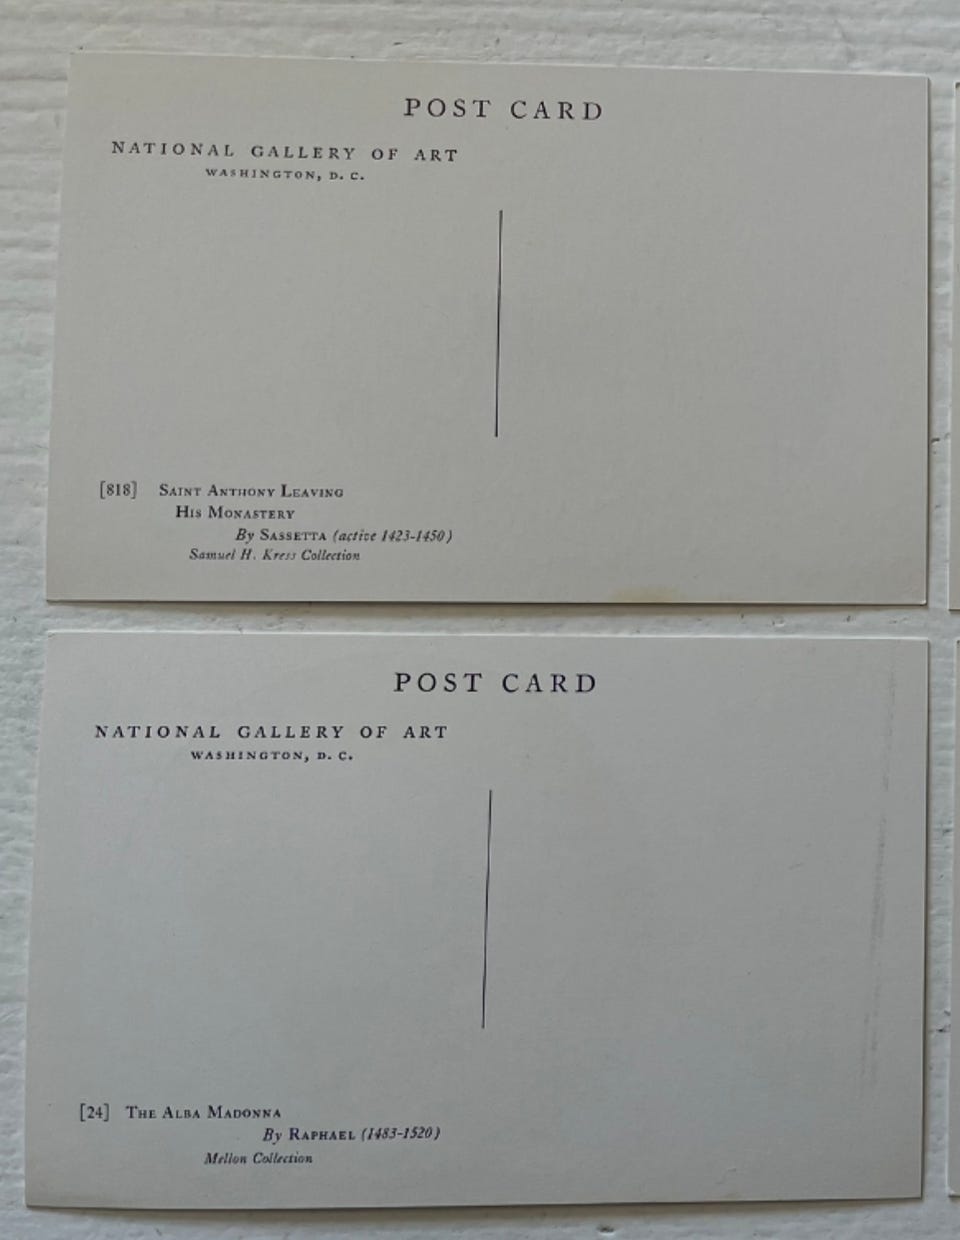 POST CARD
NATIONAL GALLERY OF ART
WASHINGTON, D. C.
[818] SAINT ANTHONY LEAVING
HIS MONASTERY
By SASSETTA (active 1423-1450)
Samuel H. Kress Collection
POST CARD
NATIONAL GALLERY OF ART
WASHINGTON, D. C.
[24] THE ALBA MADONNA
By RAPHAEL (1483-1520)
Mellon Collection